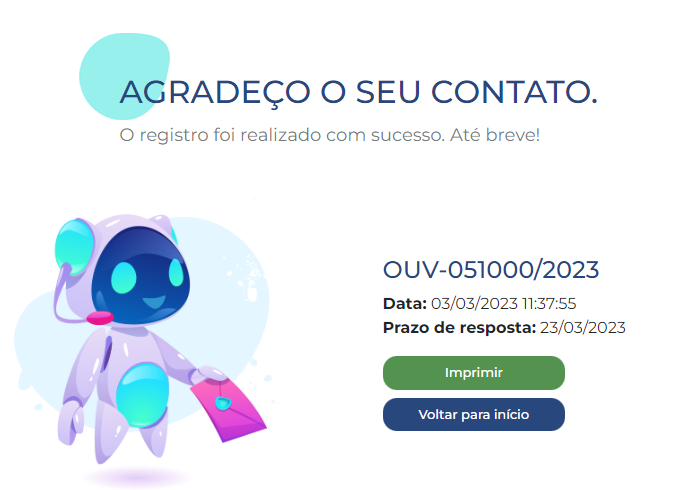 AGRADEÇO O SEU CONTATO.
O registro foi realizado com sucesso. Até breve!
OUV-051000/2023
Data: 03/03/2023 11:37:55
Prazo de resposta: 23/03/2023
Imprimir
Voltar para início